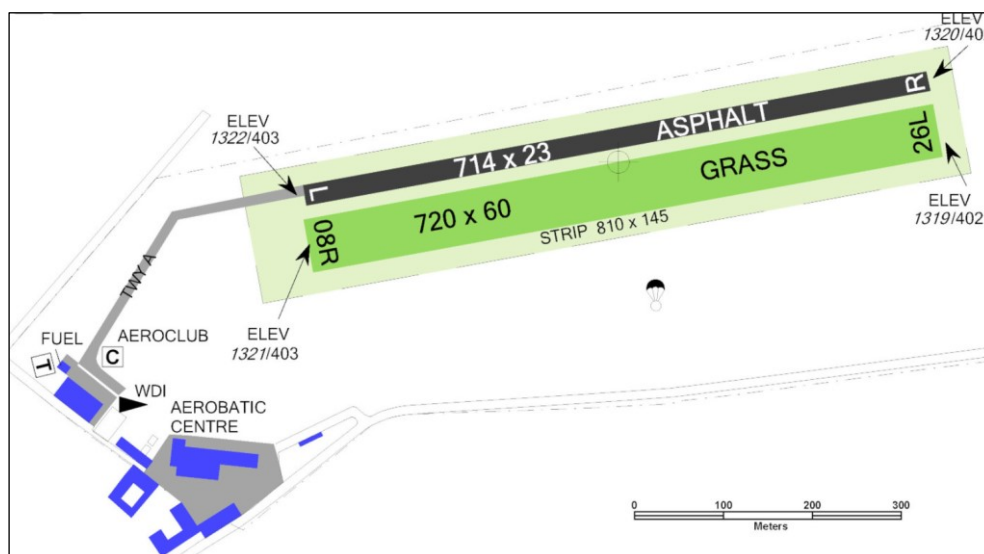 ELEV
1320/40
ELEV
1322/403
L
714 x 23
ASPHALT
R
08R
720 x 60
GRASS
26L
STRIP 810 x 145
ELEV
1319/402
ELEV
1321/403
TWY A
FUEL
AEROCLUB
T
C
WDI
AEROBATIC
CENTRE
0 100 200 300
Meters